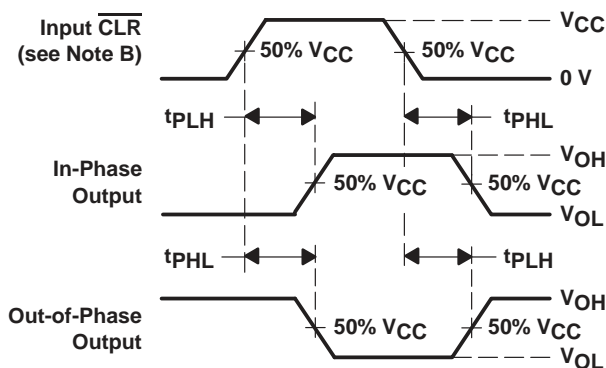 Input CLR
(see Note B)
50% VCC
50% VCC
VCC
0 V
tPLH
tPHL
In-Phase
Output
50% VCC
50% VCC
VOH
VOL
tPHL
tPLH
Out-of-Phase
Output
50% VCC
50% VCC
VOH
VOL